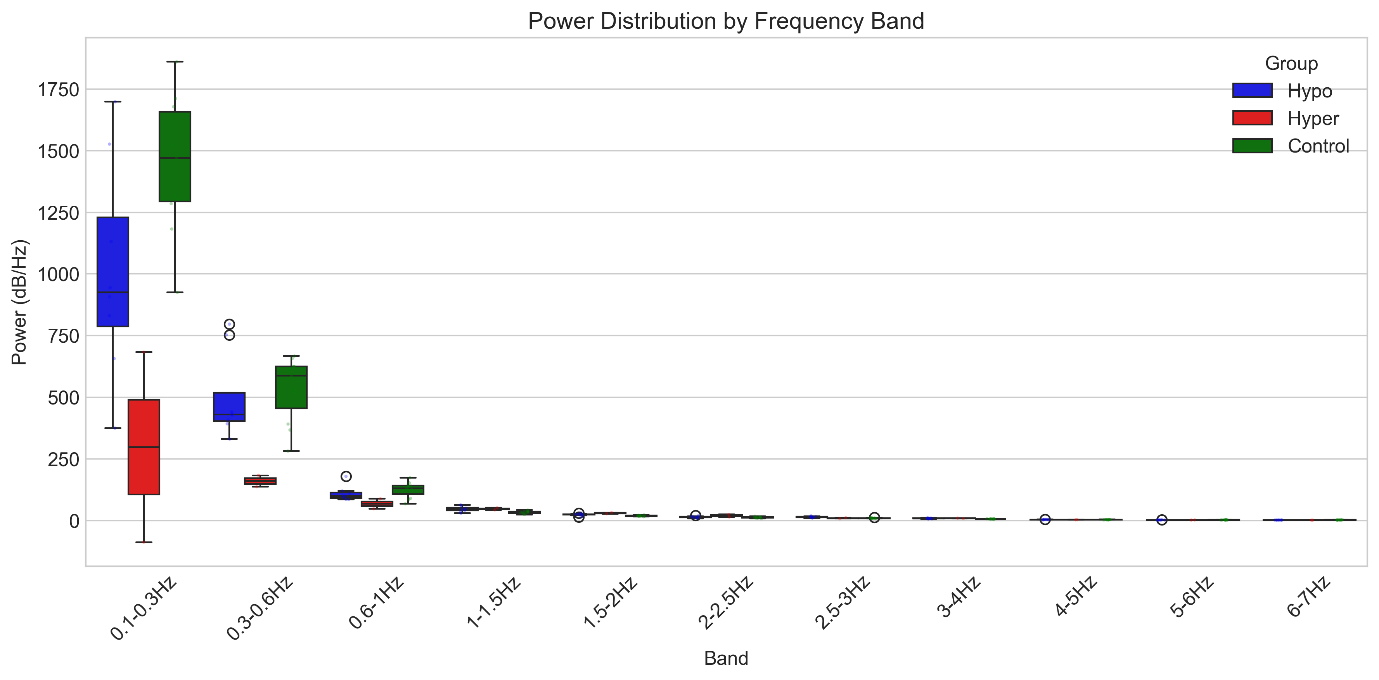 Power Distribution by Frequency Band
Power (dB/Hz)
1750
1500
1250
1000
750
500
250
0
Group
Hypo
Hyper
Control
0.1-0.3Hz
0.3-0.6Hz
0.6-1Hz
1-1.5Hz
1.5-2Hz
2-2.5Hz
2.5-3Hz
3-4Hz
4-5Hz
5-6Hz
6-7Hz
Band